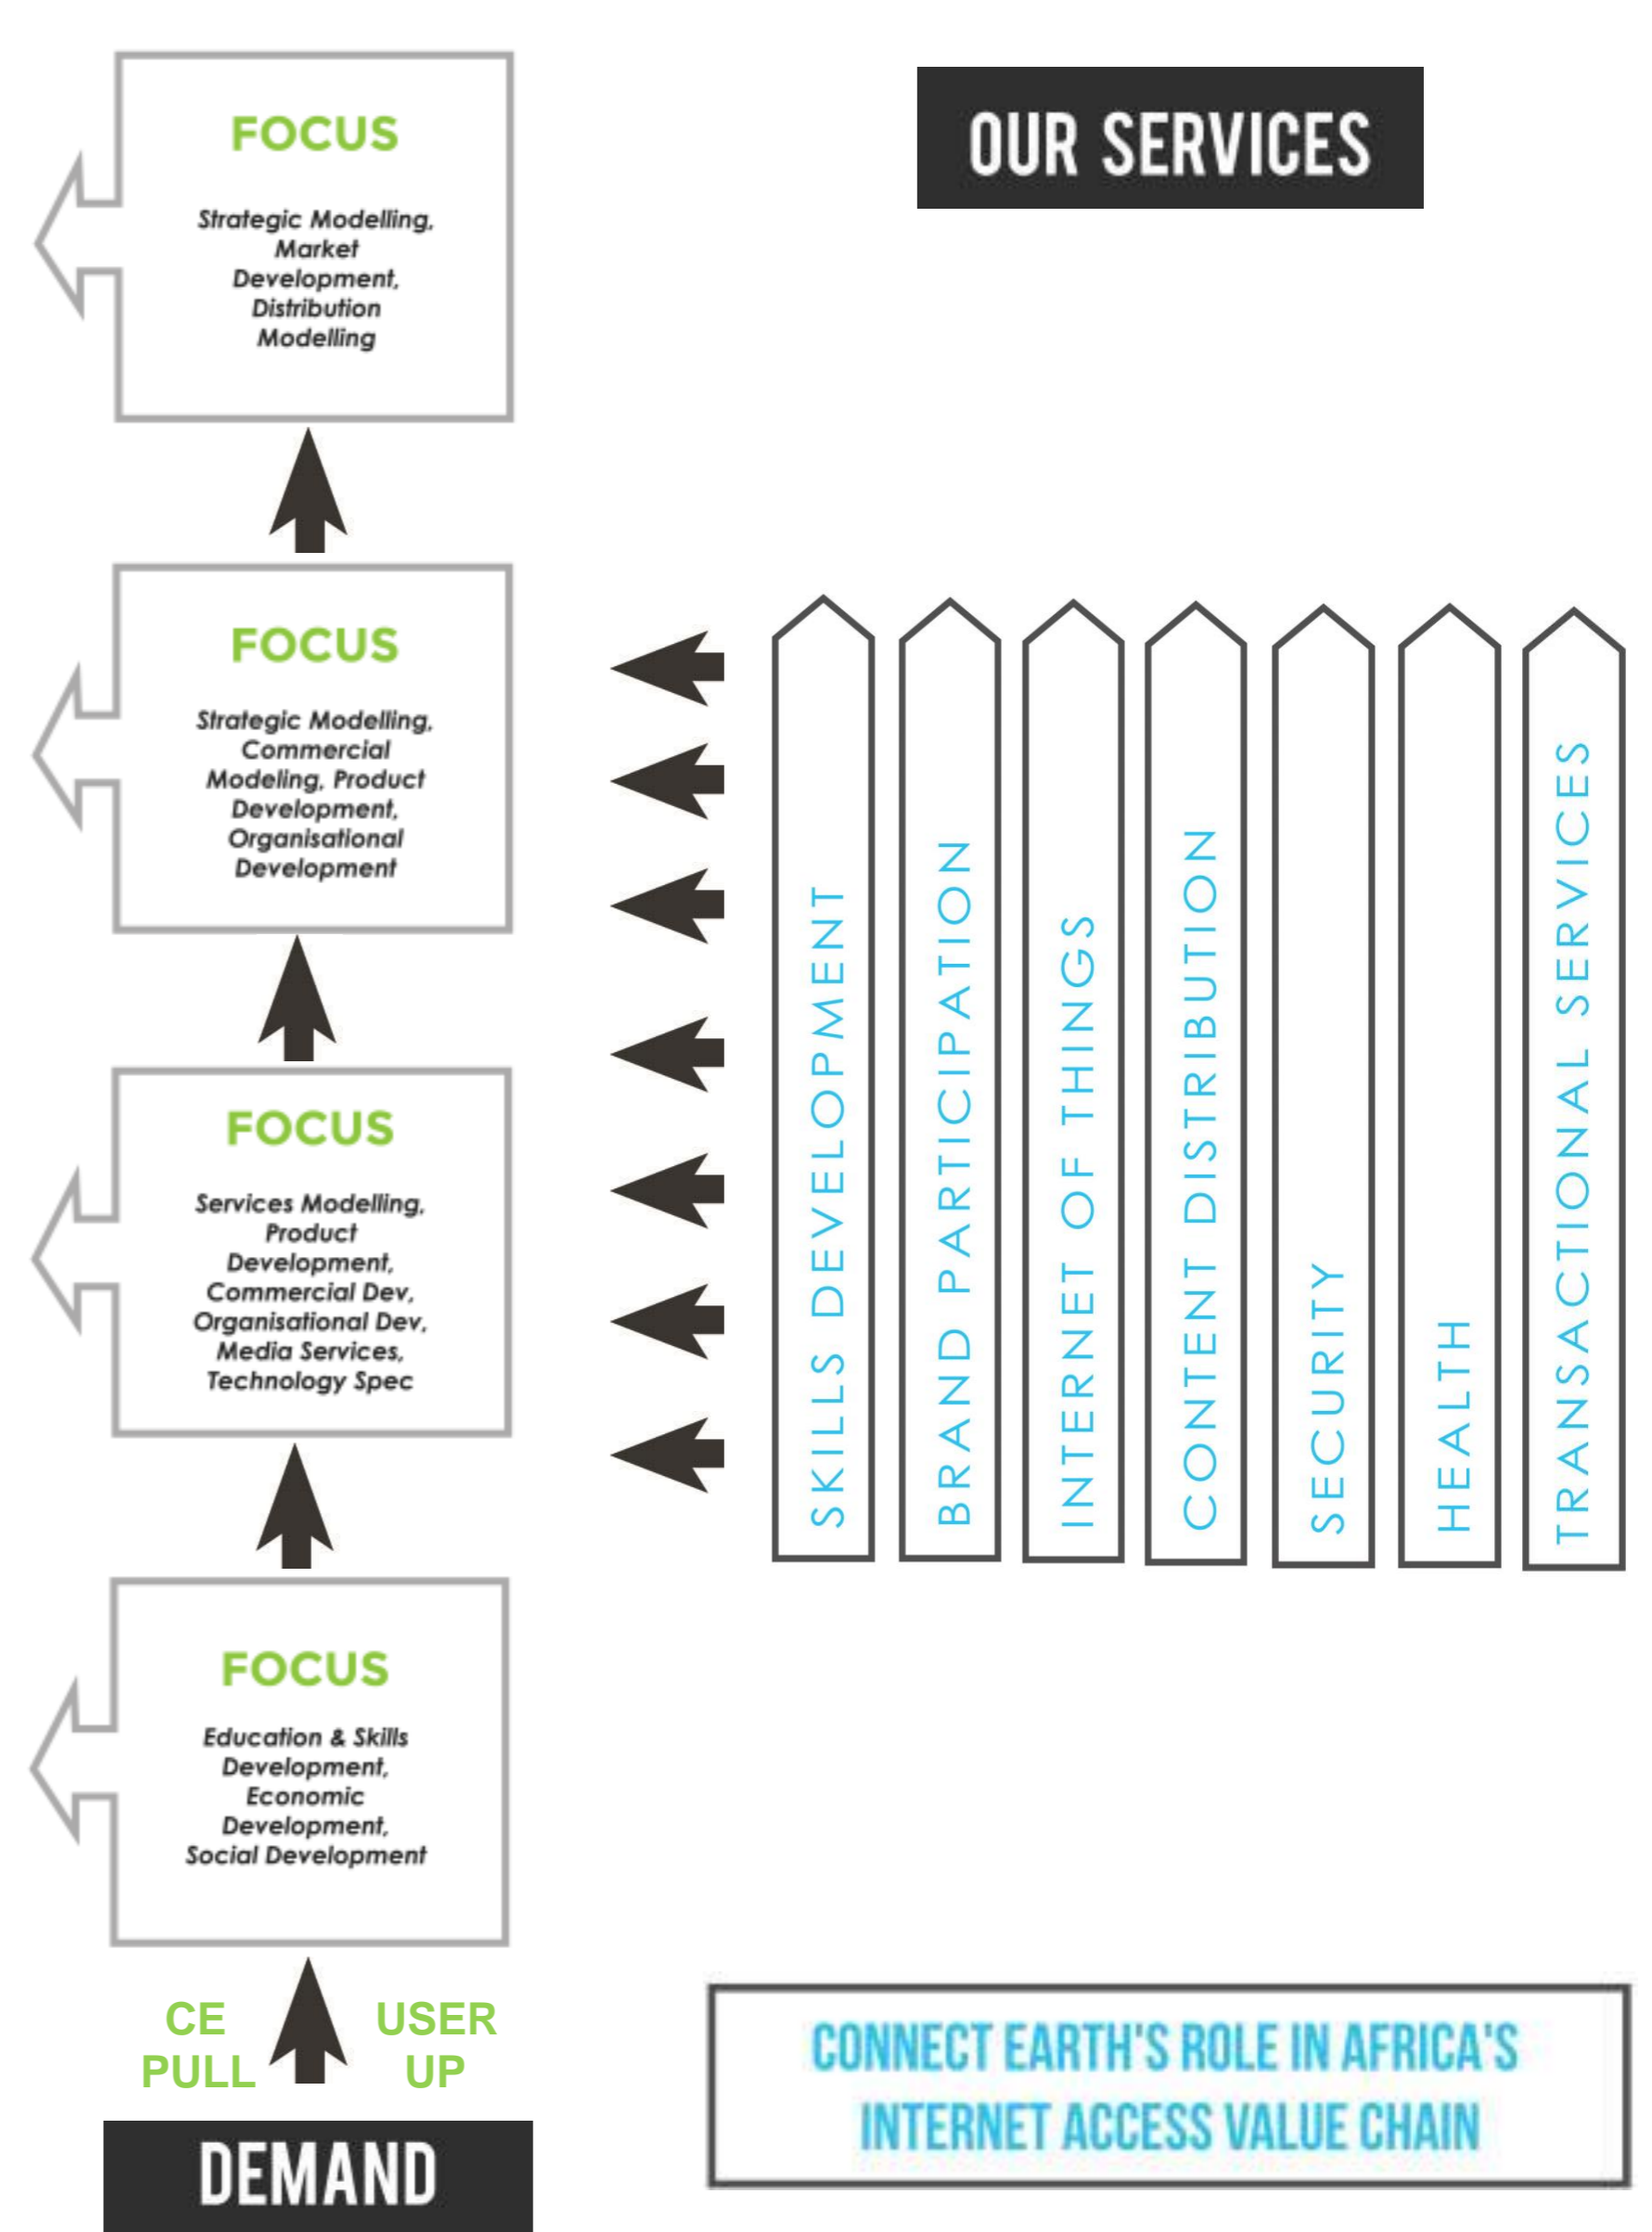 OUR SERVICES
FOCUS
Strategic Modelling,
Market
Development,
Distribution
Modelling
FOCUS
Strategic Modelling,
Commercial
Modeling, Product
Development,
Organisational
Development
FOCUS
Services Modelling,
Product
Development,
Commercial Dev,
Organisational Dev,
Media Services,
Technology Spec
FOCUS
Education & Skills
Development,
Economic
Development,
Social Development
CE
PULL
USER
UP
DEMAND
SKILLS DEVELOPMENT
BRAND PARTICIPATION
INTERNET OF THINGS
CONTENT DISTRIBUTION
SECURITY
HEALTH
TRANSACTIONAL SERVICES
CONNECT EARTH'S ROLE IN AFRICA'S
INTERNET ACCESS VALUE CHAIN